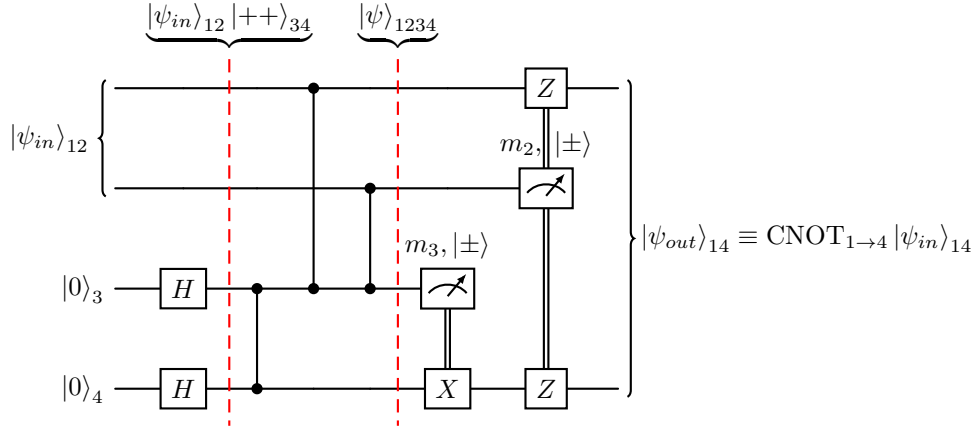 |ψ_in⟩_12 |++⟩_34
|ψ⟩_1234
Z
|ψ_in⟩_12
m_2, |±⟩
m_3, |±⟩
|ψ_out⟩_14 ≡ CNOT_1→4 |ψ_in⟩_14
|0⟩_3
H
|0⟩_4
H
X
Z